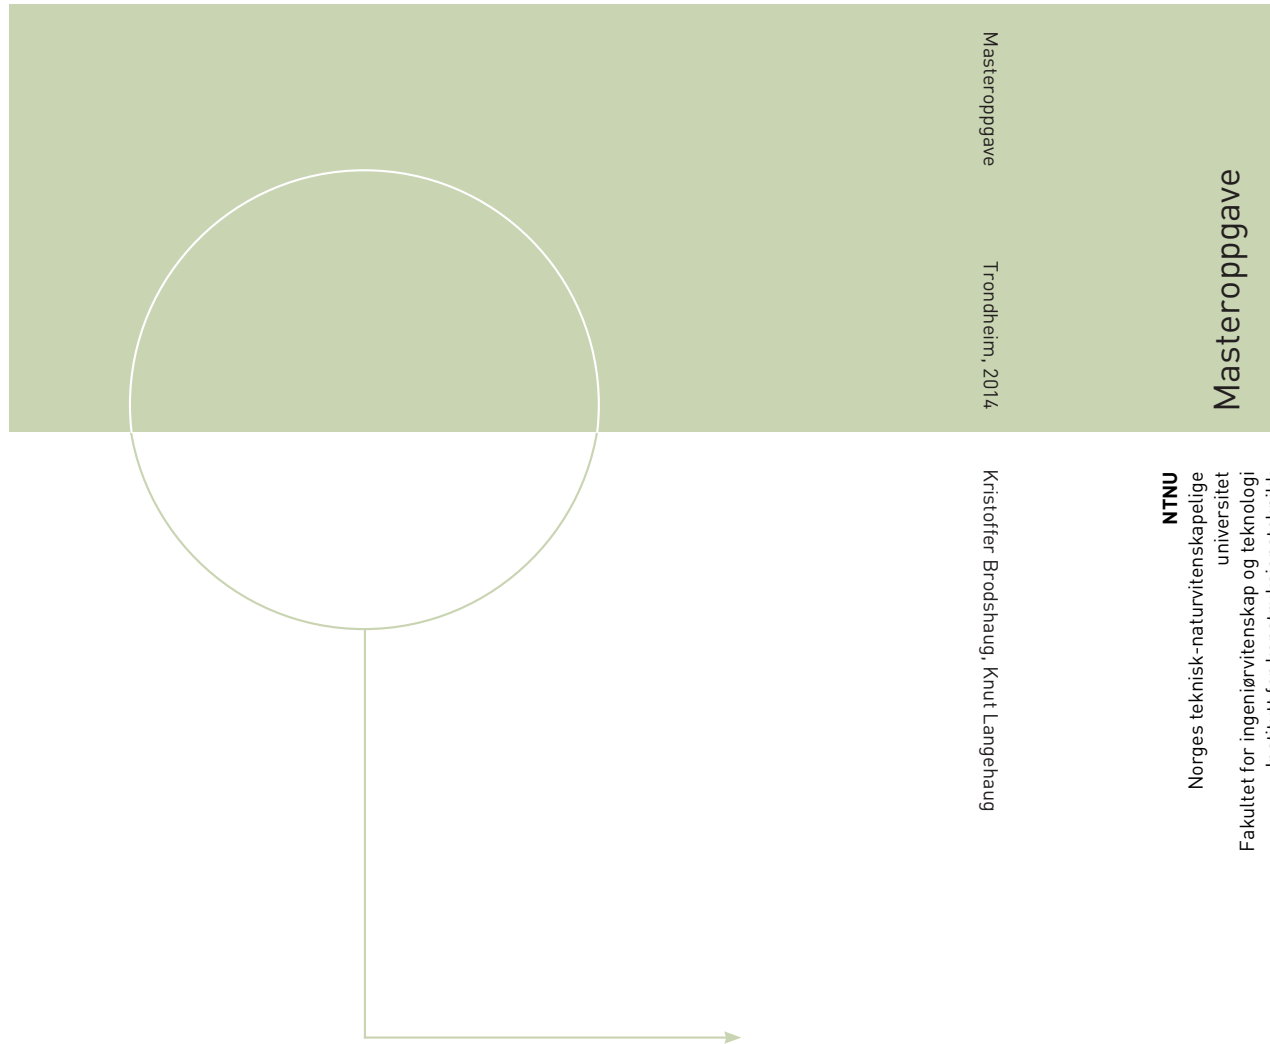 Masteroppgave
Trondheim, 2014
Kristoffer Brodshaug, Knut Langehaug
Masteroppgave
NTNU
Norges teknisk-naturvitenskapelige
universitet
Fakultet for ingeniørvitenskap og teknologi